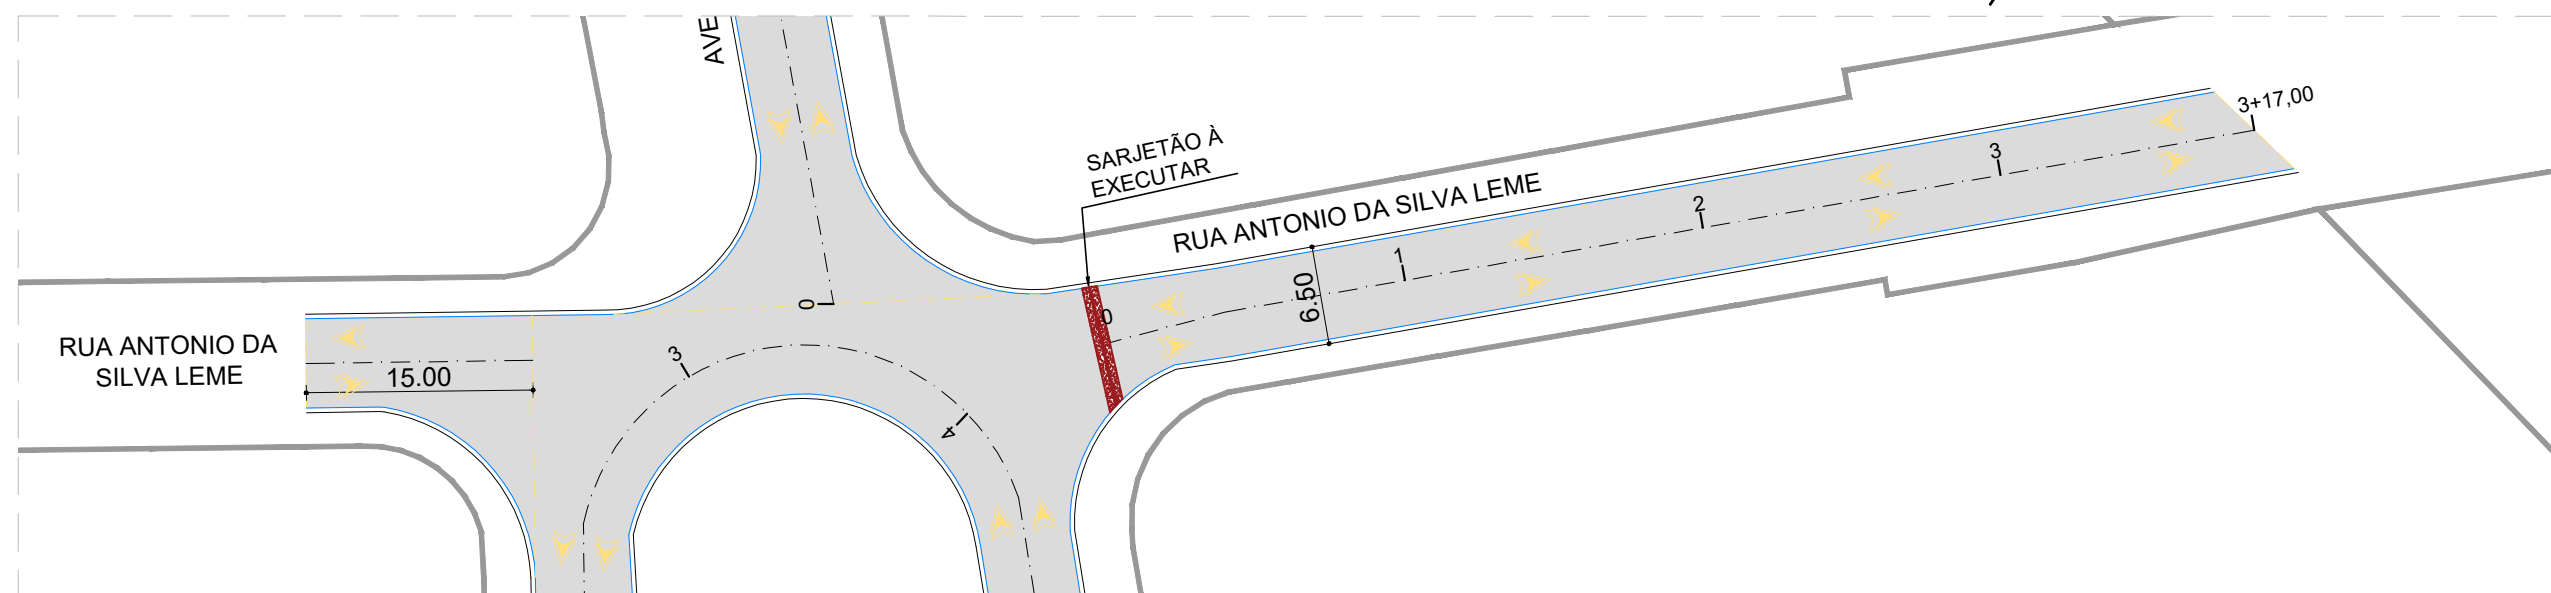 AVE
SARJETÃO À
EXECUTAR
RUA ANTONIO DA SILVA LEME
3+17,00
3
2
1
0
6.50
0
RUA ANTONIO DA
SILVA LEME
15.00
3
4